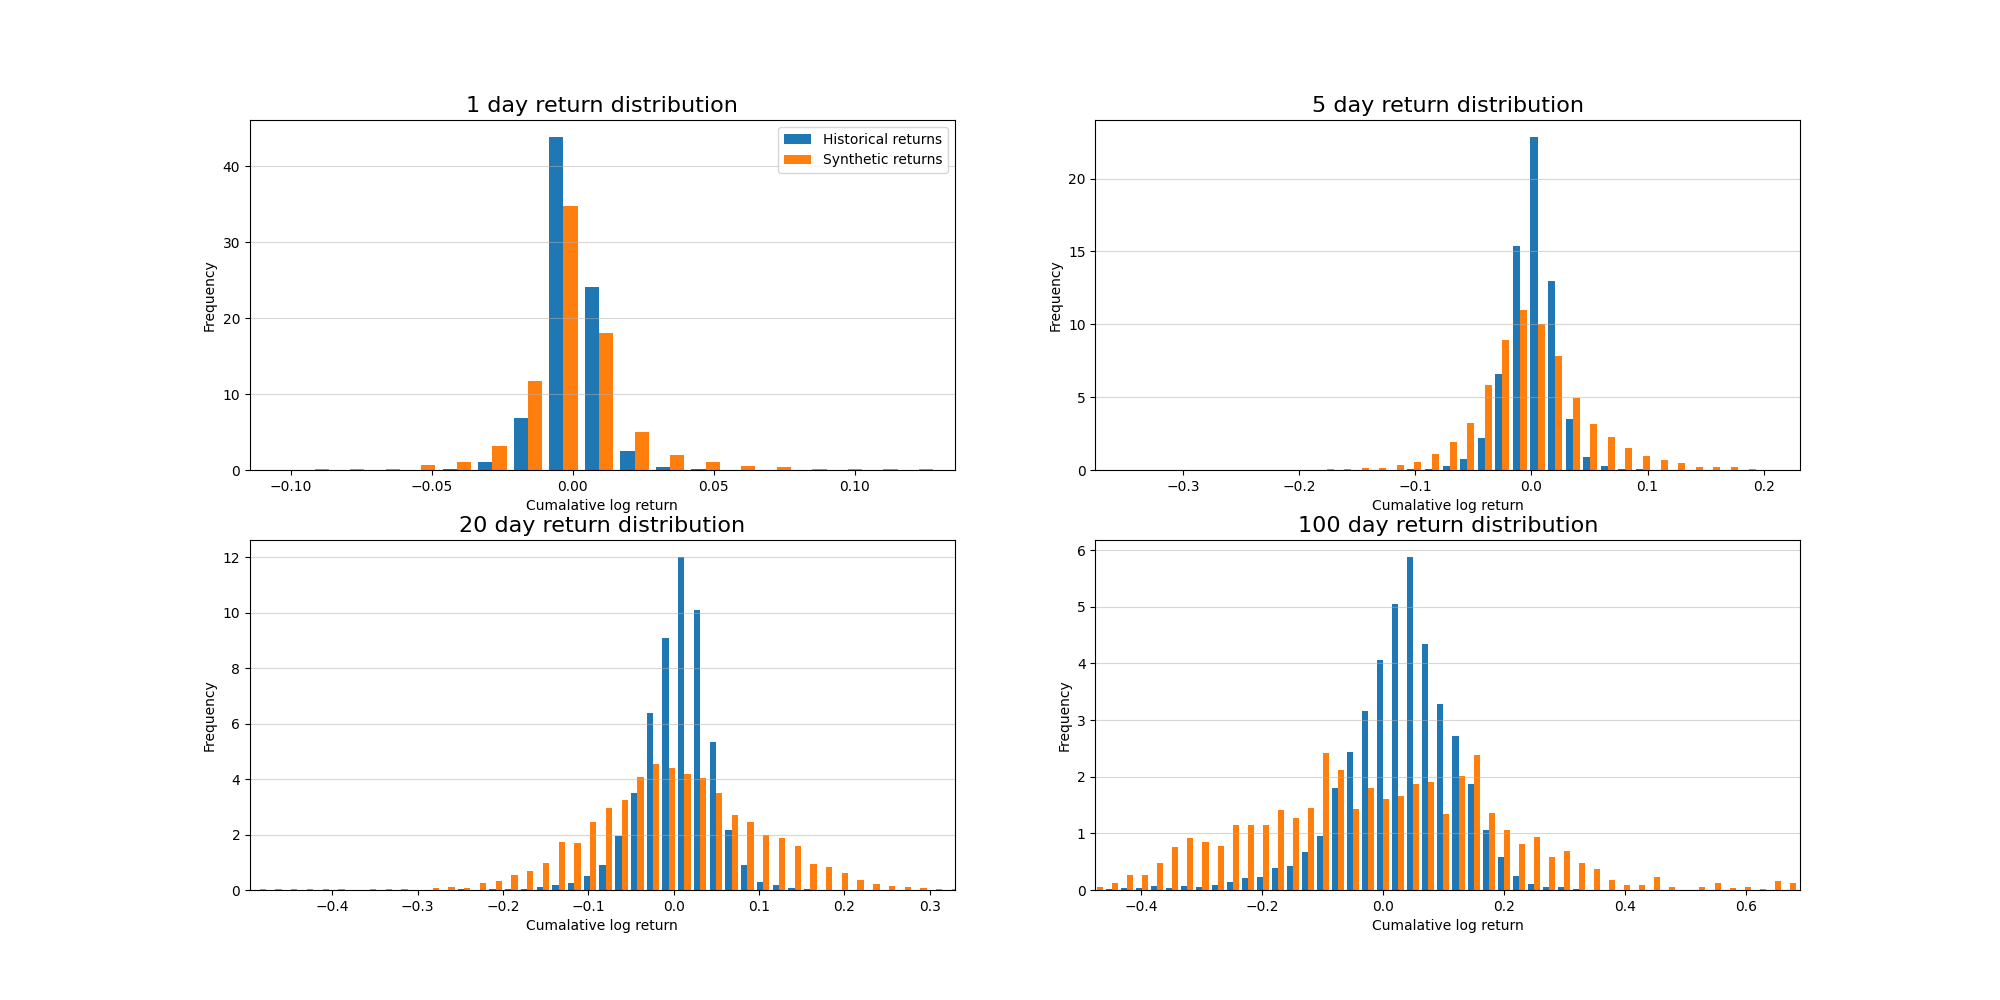 1 day return distribution
Historical returns
Synthetic returns
Frequency
40
30
20
10
0
−0.10 −0.05 0.00 0.05 0.10
Cumalative log return
5 day return distribution
Frequency
20
15
10
5
0
−0.3 −0.2 −0.1 0.0 0.1 0.2
Cumalative log return
20 day return distribution
Frequency
12
10
8
6
4
2
0
−0.4 −0.3 −0.2 −0.1 0.0 0.1 0.2 0.3
Cumalative log return
100 day return distribution
Frequency
6
5
4
3
2
1
0
−0.4 −0.2 0.0 0.2 0.4 0.6
Cumalative log return